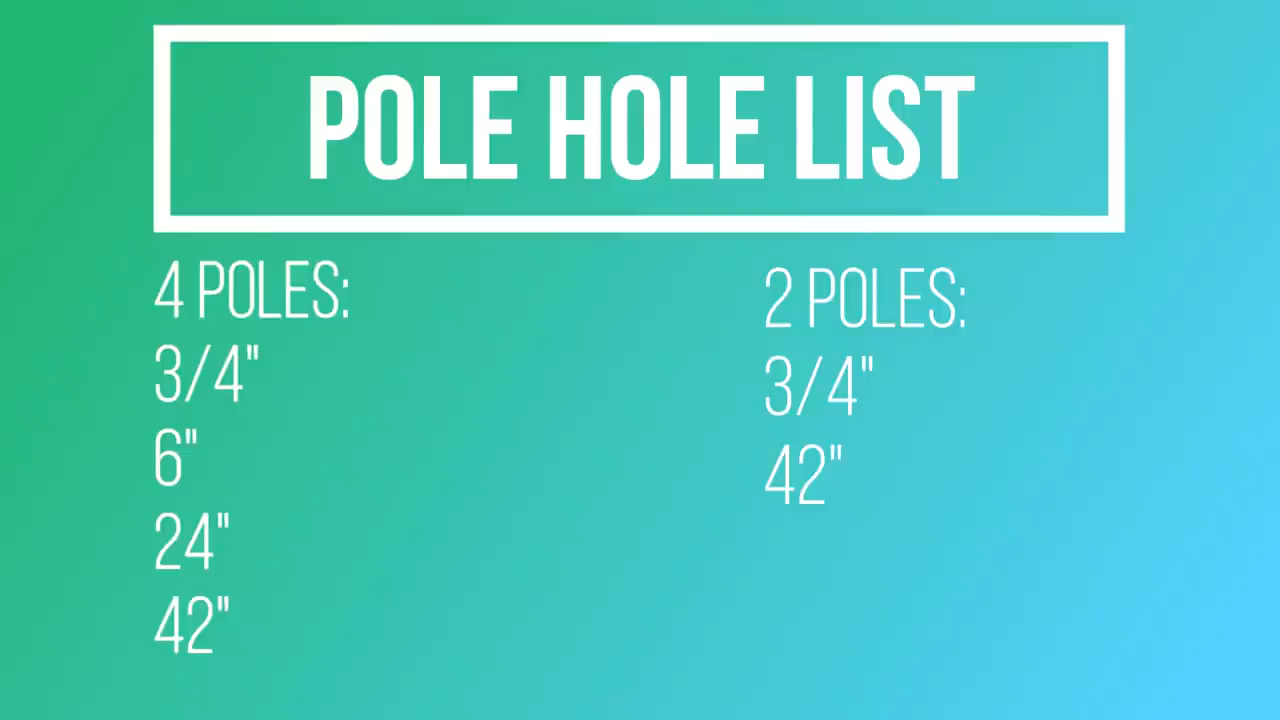 POLE HOLE LIST
4 POLES:
3/4"
6"
24"
42"
2 POLES:
3/4"
42"